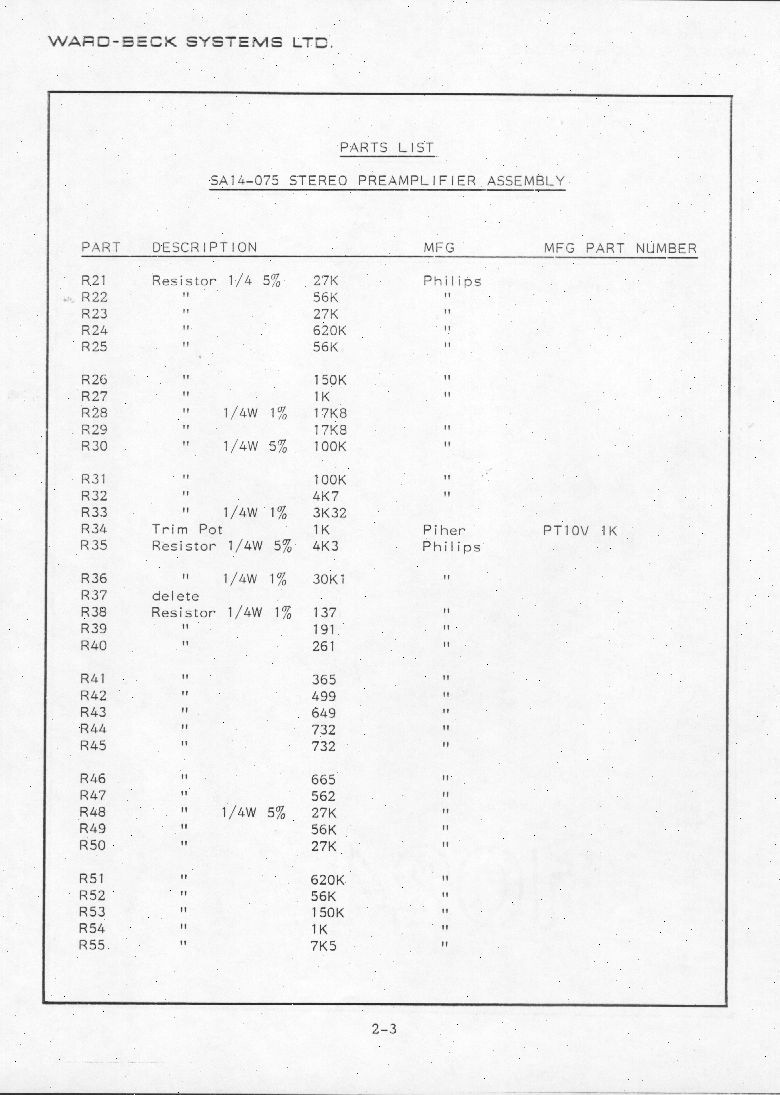 WARD-BECK SYSTEMS LTD.
PARTS LIST
SA14-075 STEREO PREAMPLIFIER ASSEMBLY
PART DESCRIPTION MFG MFG PART NUMBER
R21 Resistor 1/4 5% 27K Philips
R22 " 56K "
R23 " 27K "
R24 " 620K "
R25 " 56K "
R26 " 150K "
R27 " 1K "
R28 " 1/4W 1% 17K8
R29 " 17K8 "
R30 " 1/4W 5% 100K "
R31 " 100K "
R32 " 4K7 "
R33 " 1/4W 1% 3K32
R34 Trim Pot 1K Piher PT10V 1K
R35 Resistor 1/4W 5% 4K3 Philips
R36 " 1/4W 1% 30K1 "
R37 delete
R38 Resistor 1/4W 1% 137 "
R39 " 191 "
R40 " 261 "
R41 " 365 "
R42 " 499 "
R43 " 649 "
R44 " 732 "
R45 " 732 "
R46 " 665 "
R47 " 562 "
R48 " 1/4W 5% 27K "
R49 " 56K "
R50 " 27K "
R51 " 620K "
R52 " 56K "
R53 " 150K "
R54 " 1K "
R55 " 7K5 "
2-3